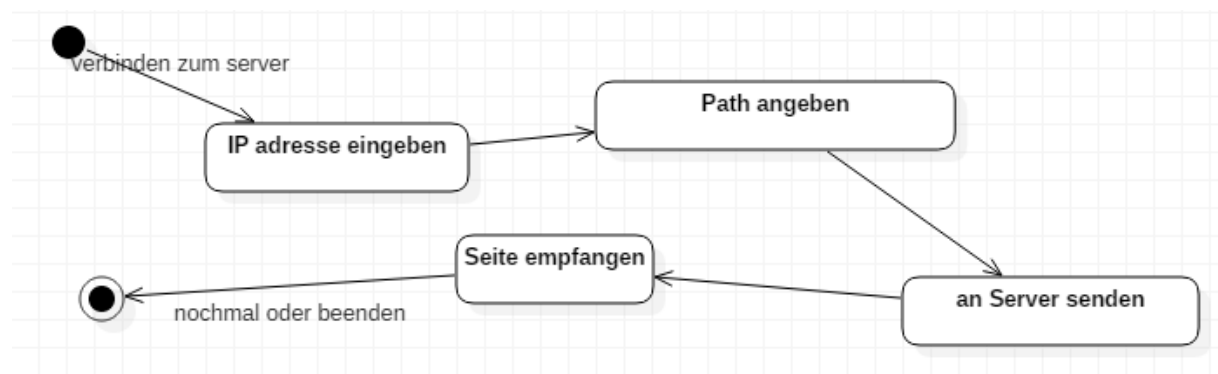 verbinden zum server
IP adresse eingeben
Path angeben
an Server senden
Seite empfangen
nochmal oder beenden